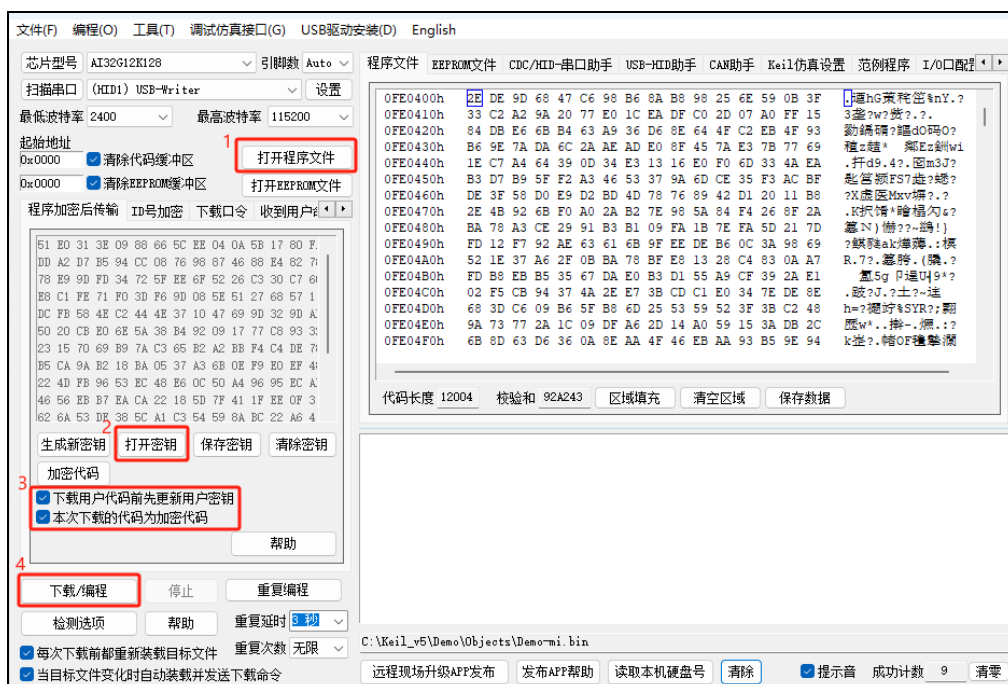 文件(F) 编程(O) 工具(T) 调试仿真接口(G) USB驱动安装(D) English
芯片型号 AI32G12K128 引脚数 Auto
扫描串口 (HID1) USB-Writer 设置
最低波特率 2400 最高波特率 115200
起始地址
1
0x0000 清除代码缓冲区 打开程序文件
0x0000 清除EEPROM缓冲区 打开EEPROM文件
程序加密后传输 ID号加密 下载口令 收到用户
51 E0 31 3E 09 88 66 5C EE 04 0A 5B 17 80 F
DD A2 D7 B5 94 CC 08 76 98 87 46 88 E4 82 7
78 E9 9D FD 34 72 5F EE 6F 52 26 C3 30 C7 6
E8 C1 FE 71 F0 3D F6 9D 08 5E 51 27 68 57 1
DC FB 58 4E C2 44 4E 37 10 47 69 9D 32 9D
50 20 CB E0 6E 5A 38 B4 92 09 17 77 C8 93 3
23 15 70 69 B9 7A C3 65 B2 A2 BB F4 C4 DE 7
B5 CA 9A B2 18 BA 05 37 A3 6B 0E F9 E0 EF 4
22 4D FB 96 53 EC 48 E6 0C 50 A4 96 95 EC
46 56 EB B7 EA CA 22 18 5D 7F 41 1F EE 0F 3
62 6A 53 DE 38 5C A1 C3 54 59 8A BC 22 A6 4
2
生成新密钥 打开密钥 保存密钥 清除密钥
加密代码
3
下载用户代码前先更新用户密钥
本次下载的代码为加密代码
帮助
4
下载/编程 停止 重复编程
检测选项 帮助 重复延时 3 秒
每次下载前都重新装载目标文件 重复次数 无限
当目标文件变化时自动装载并发送下载命令
程序文件 EEPROM文件 CDC/HID-串口助手 USB-HID助手 CAN助手 Keil仿真设置 范例程序 I/O口配
0FE0400h 2E DE 9D 68 47 C6 98 B6 8A B8 98 25 6E 59 0B 3F
0FE0410h 33 C2 A2 9A 20 77 E0 1C EA DF C0 2D 07 A0 FF 15
0FE0420h 84 DB E6 6B B4 63 A9 36 D6 8E 64 4F C2 EB 4F 93
0FE0430h B6 9E 7A DA 6C 2A AE AD E0 8F 45 7A E3 7B 77 69
0FE0440h 1E C7 A4 64 39 0D 34 E3 13 16 E0 F0 6D 33 4A EA
0FE0450h B3 D7 B9 5F F2 A3 46 53 37 9A 6D CE 35 F3 AC BF
0FE0460h DE 3F 58 D0 E9 D2 BD 4D 78 76 89 42 D1 20 11 B8
0FE0470h 2E 4B 92 6B F0 A0 2A B2 7E 98 5A 84 F4 26 8F 2A
0FE0480h BA 78 A3 CE 29 91 B3 B1 09 FA 1B 7E FA 5D 21 7D
0FE0490h FD 12 F7 92 AE 63 61 6B 9F EE DE B6 0C 3A 98 69
0FE04A0h 52 1E 37 A6 2F 0B BA 78 BF E8 13 28 C4 83 0A A7
0FE04B0h FD B8 EB B5 35 67 DA E0 B3 D1 55 A9 CF 39 2A E1
0FE04C0h 02 F5 CB 94 37 4A 2E E7 3B CD C1 E0 34 7E DE 8E
0FE04D0h 68 3D C6 09 B6 5F B8 6D 25 53 59 52 3F 3B C2 48
0FE04E0h 9A 73 77 2A 1C 09 DF A6 2D 14 A0 59 15 3A DB 2C
0FE04F0h 6B 8D 63 D6 36 0A 8E AA 4F 46 EB AA 93 B5 9E 94
代码长度 12004 校验和 92A243 区域填充 清空区域 保存数据
C:\Keil_v5\Demo\Objects\Demo-mi.bin
远程现场升级APP发布 发布APP帮助 读取本机硬盘号 清除 提示音 成功计数 9 清零